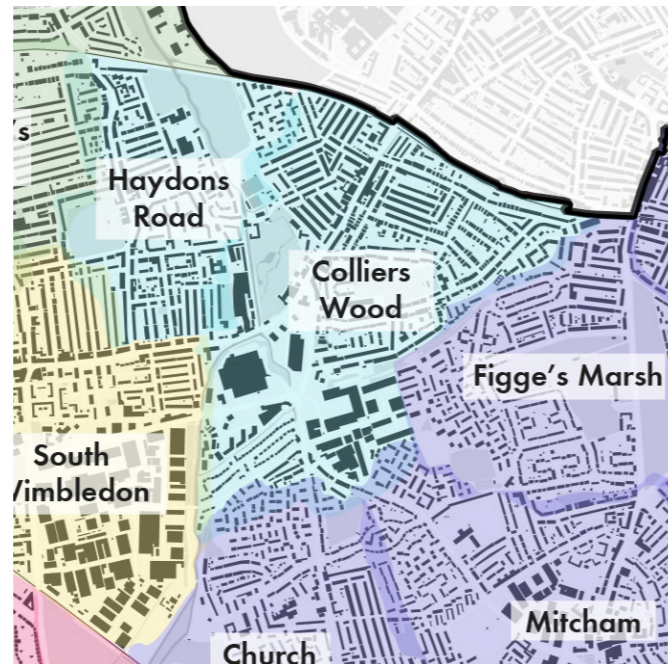 's
Haydons
Road
Colliers
Wood
Figge's Marsh
South
Wimbledon
Mitcham
Church